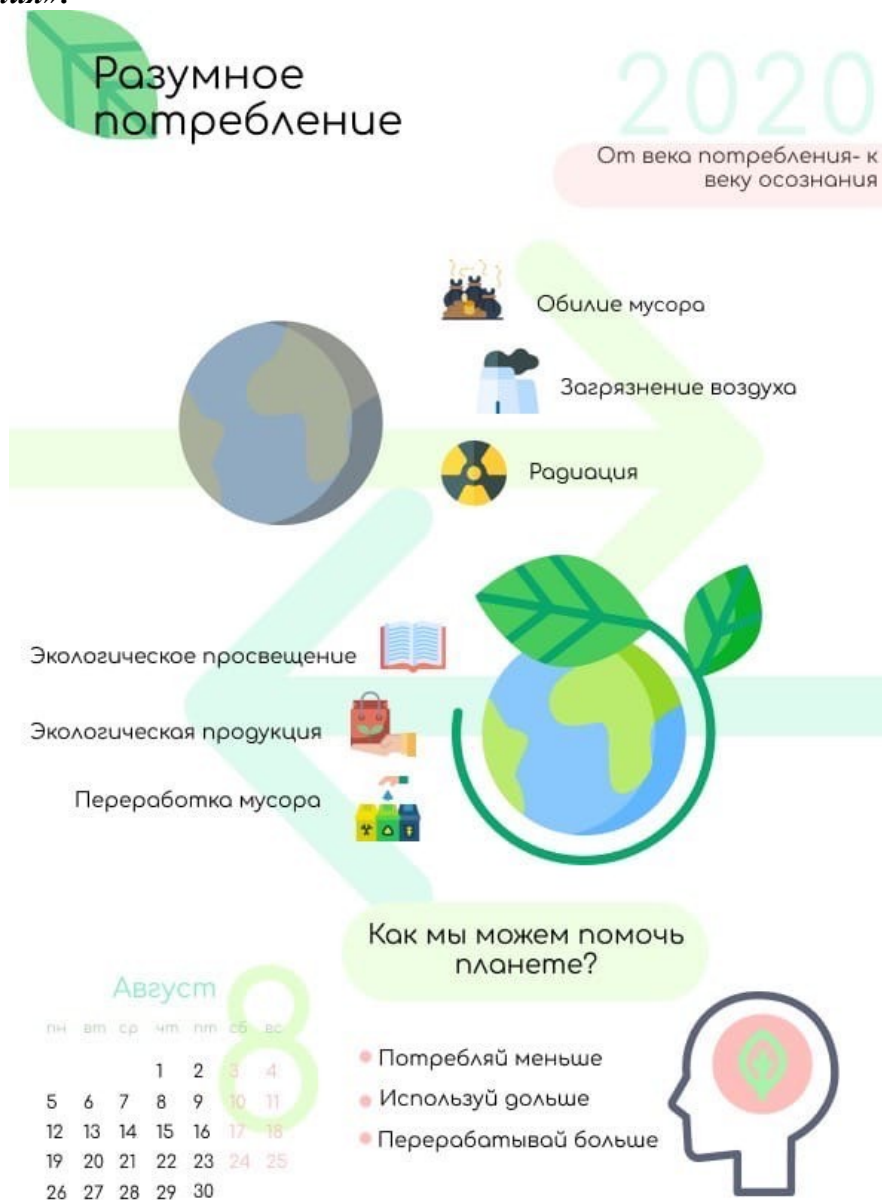 Разумное
потребление
2020
От века потребления- к
веку осознания
Обилие мусора
Загрязнение воздуха
Радиация
Экологическое просвещение
Экологическая продукция
Переработка мусора
Как мы можем помочь
планете?
Август
8
пн вт ср чт пт сб вс
1 2 3 4
5 6 7 8 9 10 11
12 13 14 15 16 17 18
19 20 21 22 23 24 25
26 27 28 29 30
Потребляй меньше
Используй дольше
Перерабатывай больше